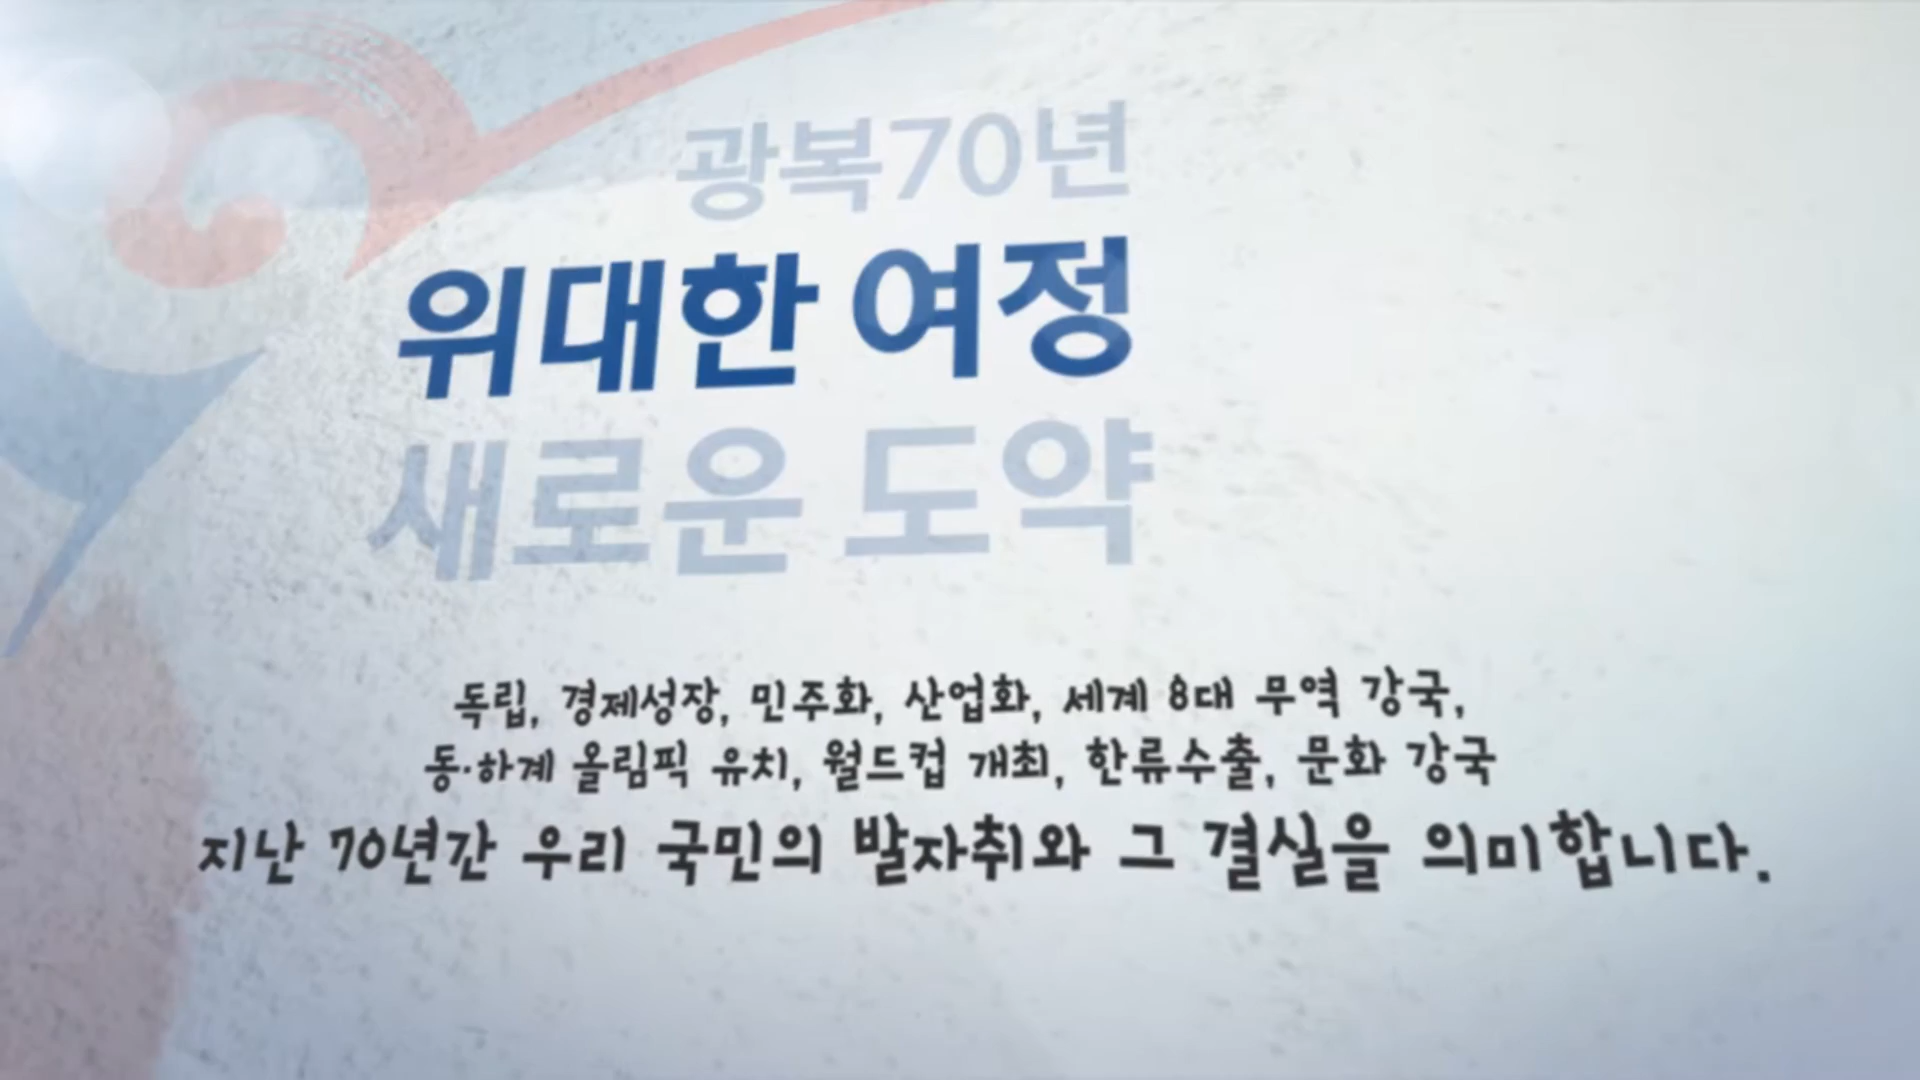 광복70년
위대한 여정
새로운 도약
독립, 경제성장, 민주화, 산업화, 세계 8대 무역 강국,
동·하계 올림픽 유치, 월드컵 개최, 한류수출, 문화 강국
지난 70년간 우리 국민의 발자취와 그 결실을 의미합니다.